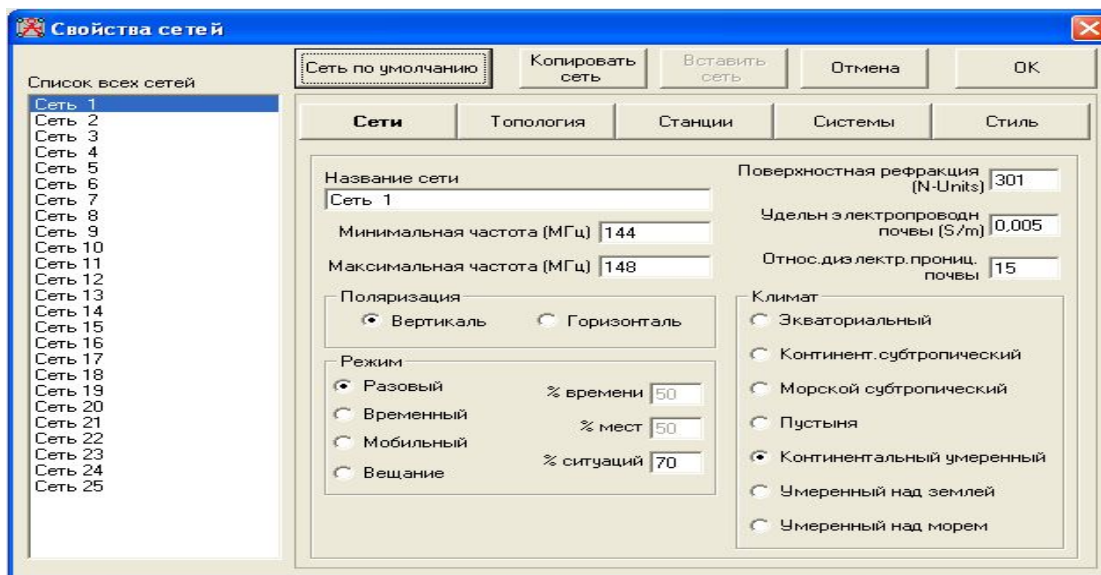 Свойства сетей
Список всех сетей
Сеть 1
Сеть 2
Сеть 3
Сеть 4
Сеть 5
Сеть 6
Сеть 7
Сеть 8
Сеть 9
Сеть 10
Сеть 11
Сеть 12
Сеть 13
Сеть 14
Сеть 15
Сеть 16
Сеть 17
Сеть 18
Сеть 19
Сеть 20
Сеть 21
Сеть 22
Сеть 23
Сеть 24
Сеть 25
Сеть по умолчанию
Копировать
сеть
Вставить
сеть
Отмена
OK
Сети
Топология
Станции
Системы
Стиль
Название сети
Сеть 1
Минимальная частота (МГц) 144
Максимальная частота (МГц) 148
Поляризация
Вертикаль Горизонталь
Режим
Разовый
Временный
Мобильный
Вещание
% времени 50
% мест 50
% ситуаций 70
Поверхностная рефракция
(N-Units) 301
Удельн электропроводн
почвы (S/m) 0,005
Относ.диэлектр.прониц.
почвы 15
Климат
Экваториальный
Континент.субтропический
Морской субтропический
Пустыня
Континентальный умеренный
Умеренный над землей
Умеренный над морем